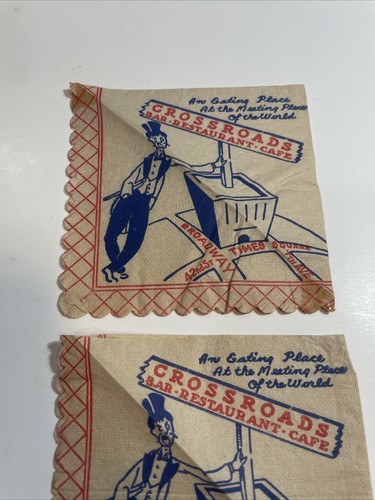 An Eating Place
At the Meeting Place
Of the World
CROSSROADS
BAR · RESTAURANT · CAFE
BROADWAY
TIMES SQUARE
42nd ST
7th AVE
An Eating Place
At the Meeting Place
Of the World
CROSSROADS
BAR · RESTAURANT · CAFE